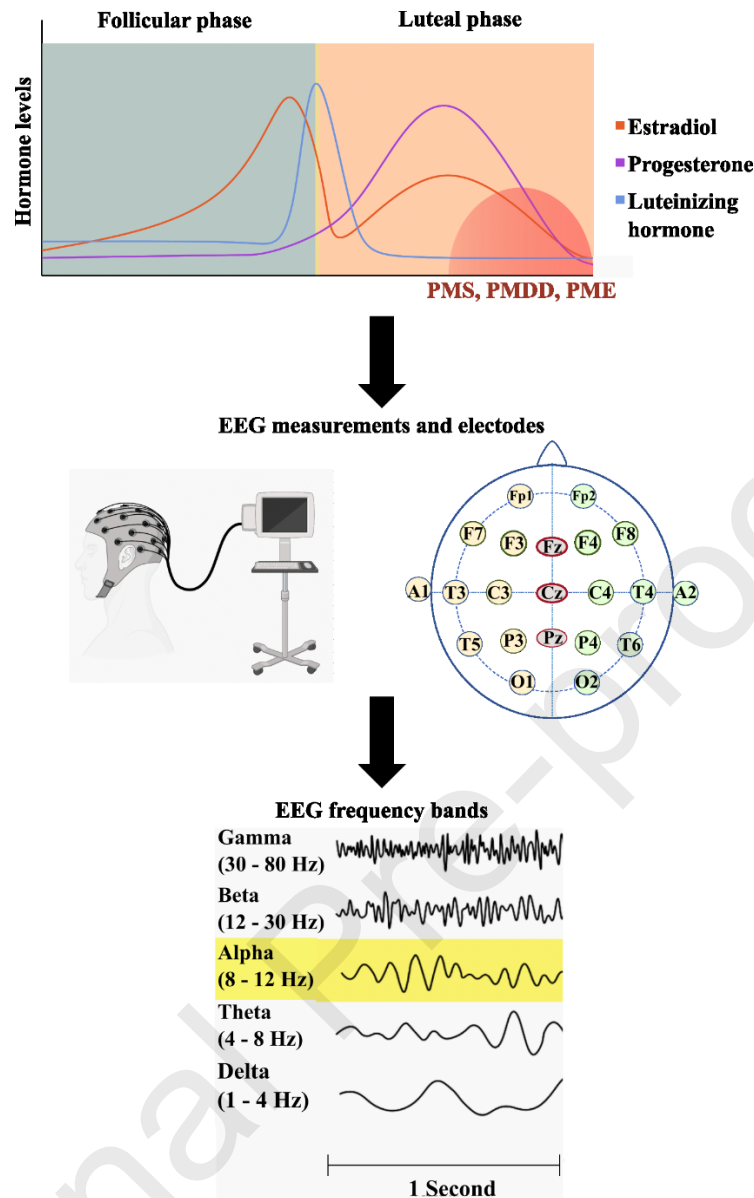 Follicular phase
Luteal phase
Hormone levels
Estradiol
Progesterone
Luteinizing
hormone
PMS, PMDD, PME
EEG measurements and electodes
Fp1 Fp2
F7 F3 Fz F4 F8
A1 T3 C3 Cz C4 T4 A2
T5 P3 Pz P4 T6
O1 O2
EEG frequency bands
Gamma
(30 - 80 Hz)
Beta
(12 - 30 Hz)
Alpha
(8 - 12 Hz)
Theta
(4 - 8 Hz)
Delta
(1 - 4 Hz)
1 Second